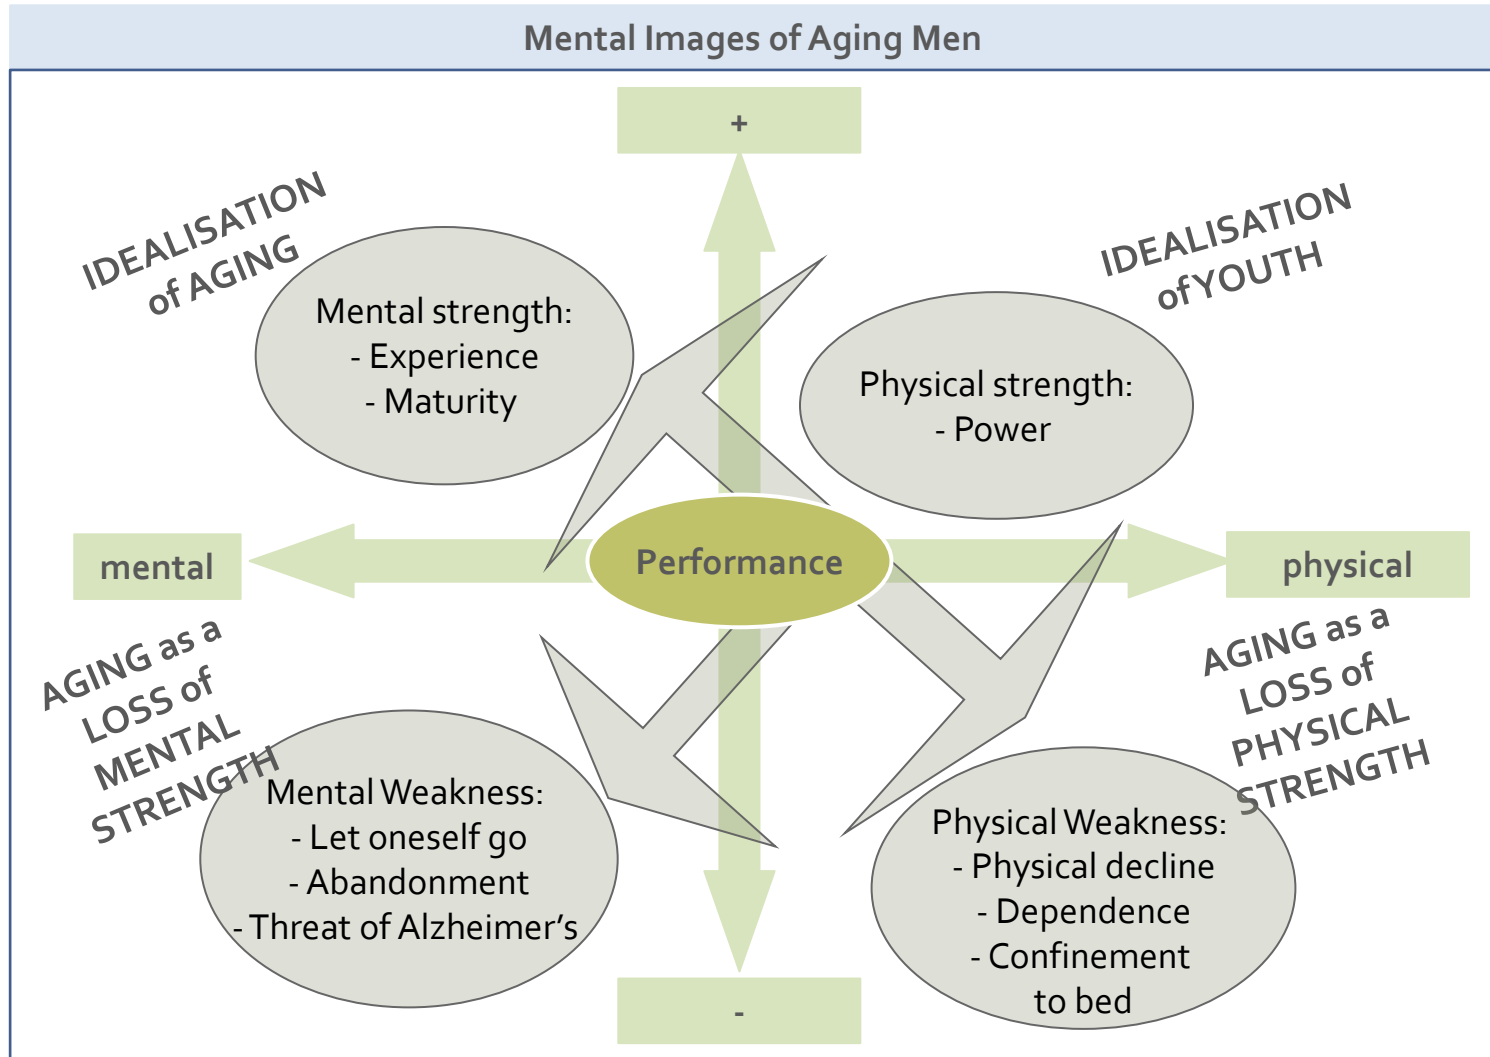 Mental Images of Aging Men
+
IDEALISATION
of AGING
IDEALISATION
of YOUTH
Mental strength:
- Experience
- Maturity
Physical strength:
- Power
mental
Performance
physical
AGING as a
LOSS of
MENTAL
STRENGTH
AGING as a
LOSS of
PHYSICAL
STRENGTH
Mental Weakness:
- Let oneself go
- Abandonment
- Threat of Alzheimer's
Physical Weakness:
- Physical decline
- Dependence
- Confinement
to bed
-